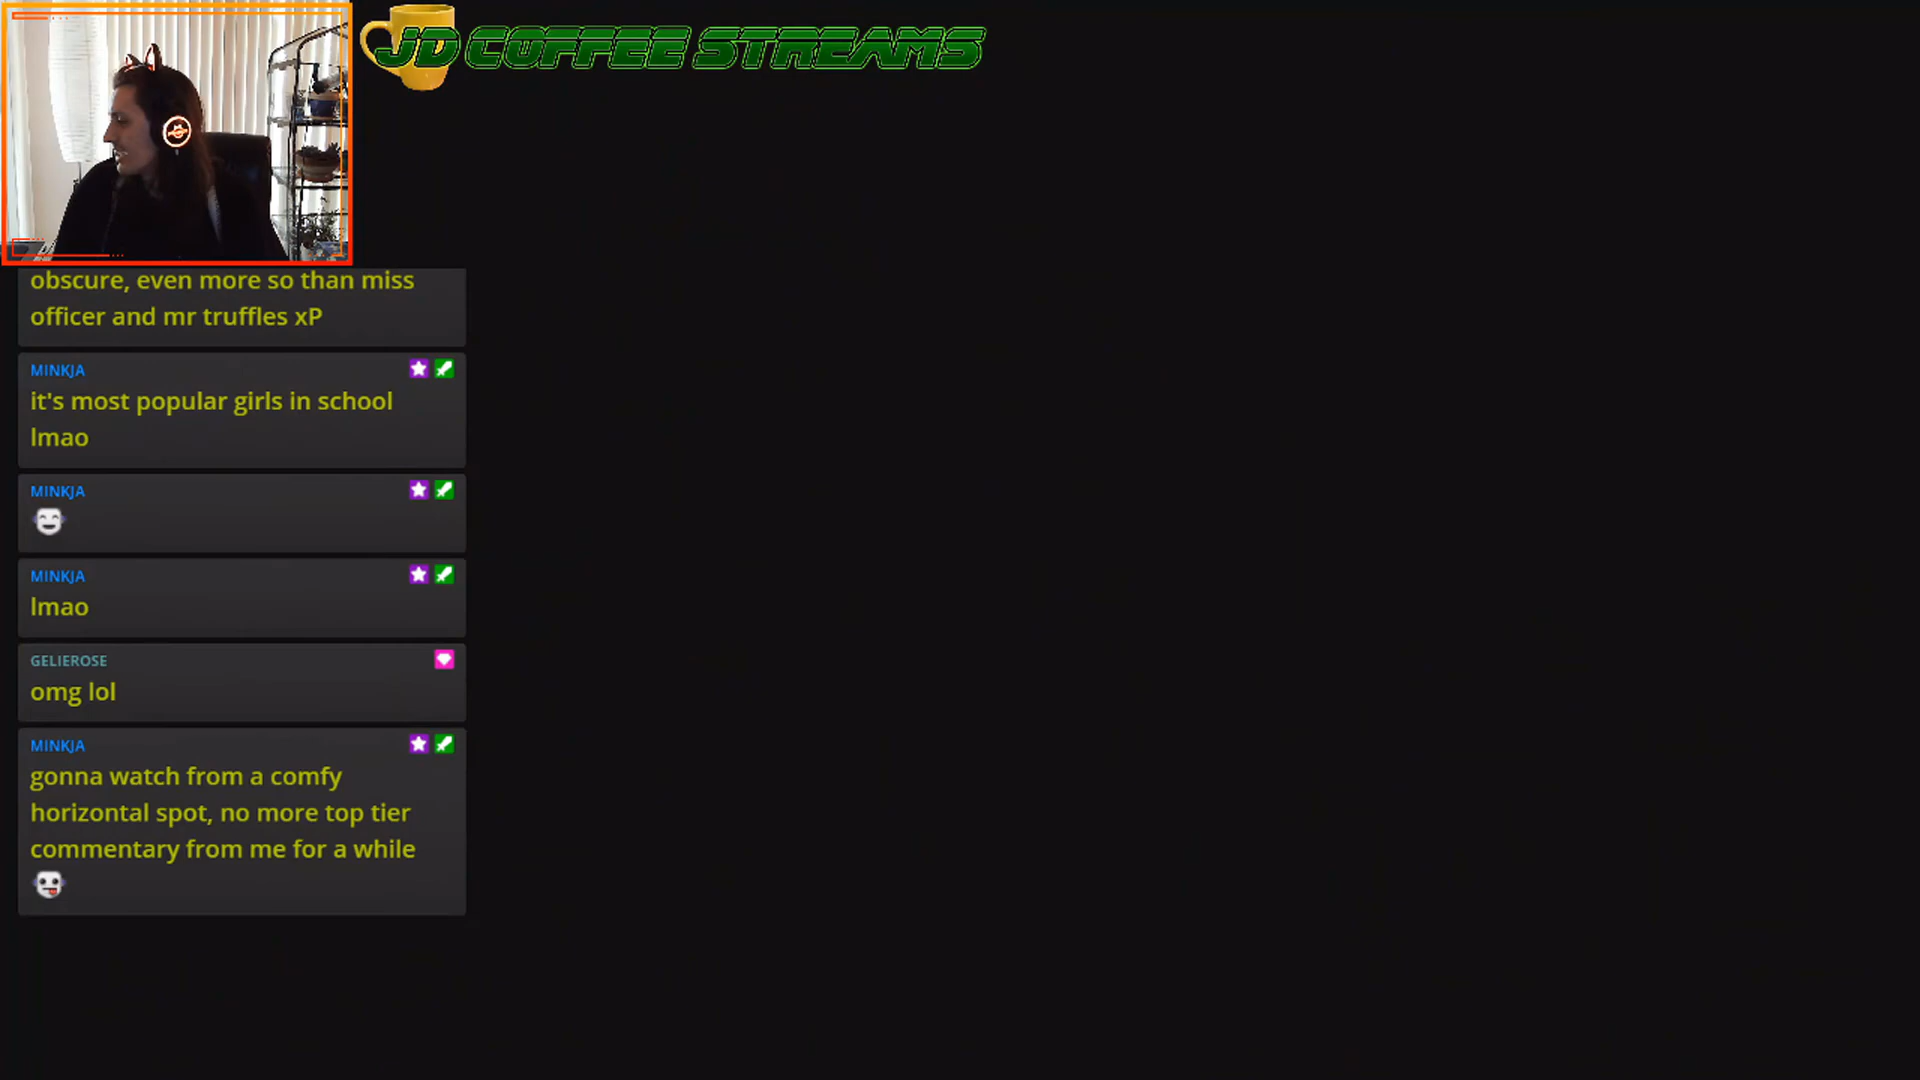 JD COFFEE STREAMS
obscure, even more so than miss
officer and mr truffles xP
MINKJA
it's most popular girls in school
lmao
MINKJA
MINKJA
lmao
GELIEROSE
omg lol
MINKJA
gonna watch from a comfy
horizontal spot, no more top tier
commentary from me for a while